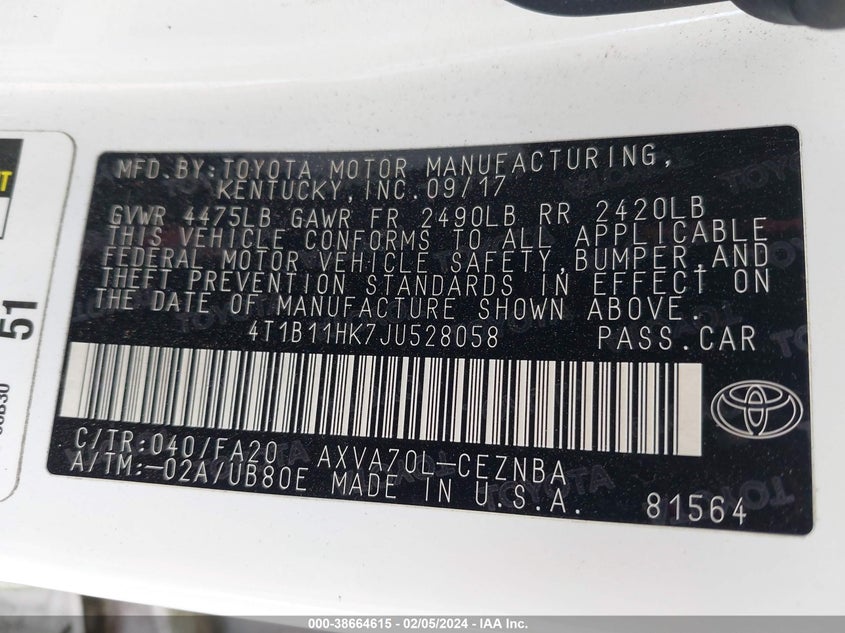 MFD.BY:TOYOTA MOTOR MANUFACTURING,
KENTUCKY,INC.09/17
GVWR 4475LB GAWR FR 2490LB RR 2420LB
THIS VEHICLE CONFORMS TO ALL APPLICABLE
FEDERAL MOTOR VEHICLE SAFETY,BUMPER,AND
THEFT PREVENTION STANDARDS IN EFFECT ON
THE DATE OF MANUFACTURE SHOWN ABOVE.
4T1B11HK7JU528058 PASS.CAR
C/TR:040/FA20 AXVA70L-CEZNBA
A/TM:-02A/UB80E MADE IN U.S.A. 81564
51
000-38664615 - 02/05/2024 - IAA Inc.